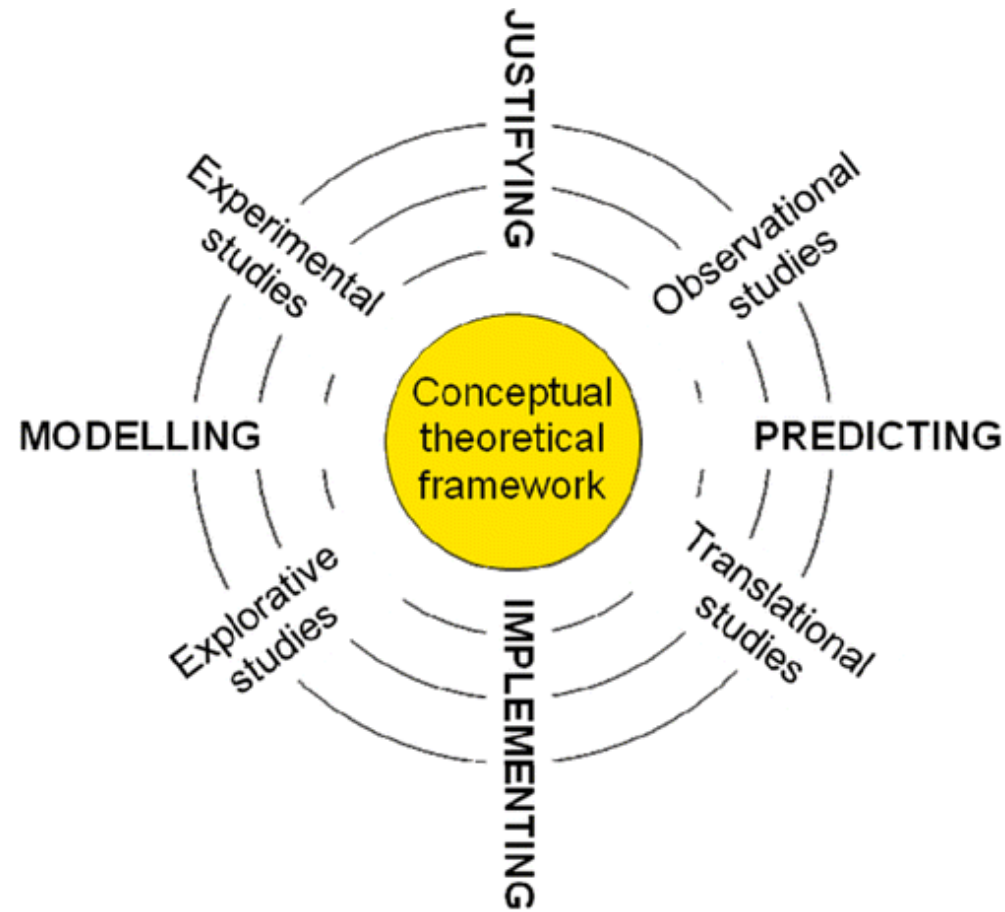 JUSTIFYING
Experimental
studies
Observational
studies
MODELLING
Conceptual
theoretical
framework
PREDICTING
Explorative
studies
IMPLEMENTING
Translational
studies